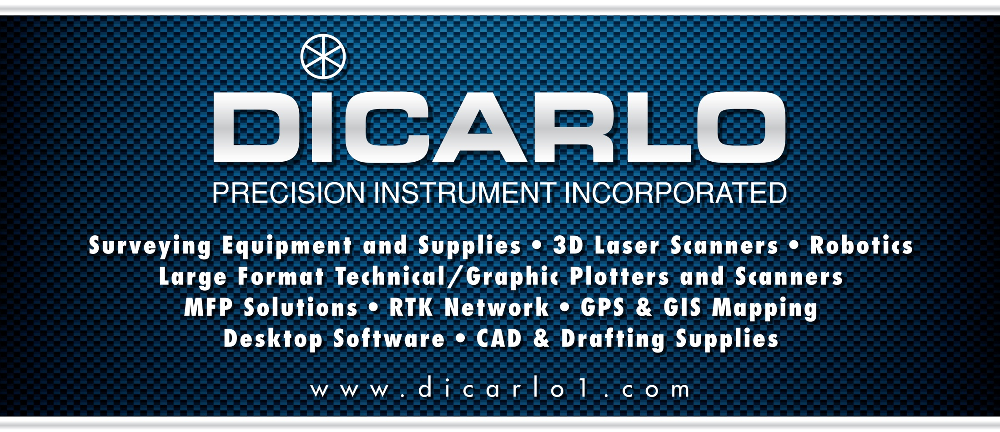 DiCARLO
PRECISION INSTRUMENT INCORPORATED
Surveying Equipment and Supplies • 3D Laser Scanners • Robotics
Large Format Technical/Graphic Plotters and Scanners
MFP Solutions • RTK Network • GPS & GIS Mapping
Desktop Software • CAD & Drafting Supplies
www.dicarlo1.com